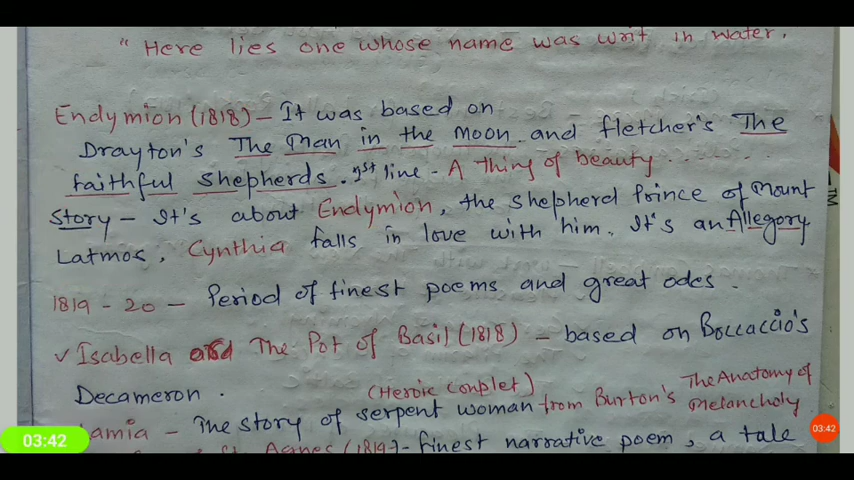 " Here lies one whose name was writ in water.
Endymion (1818) - It was based on
Drayton's The Man in the Moon and Fletcher's The
faithful shepherds. 1st line - A thing of beauty ........
Story - It's about Endymion, the shepherd prince of Mount
Latmos, Cynthia falls in love with him. It's an Allegory
1819 - 20 - Period of finest poems and great odes.
✓ Isabella The Pot of Basil (1818) - based on Boccaccio's
Decameron.
(Heroic couplet)
Lamia - The story of serpent woman from Burton's The Anatomy of Melancholy
Agnes (1819) - finest narrative poem, a tale
TM
03:42
03:42